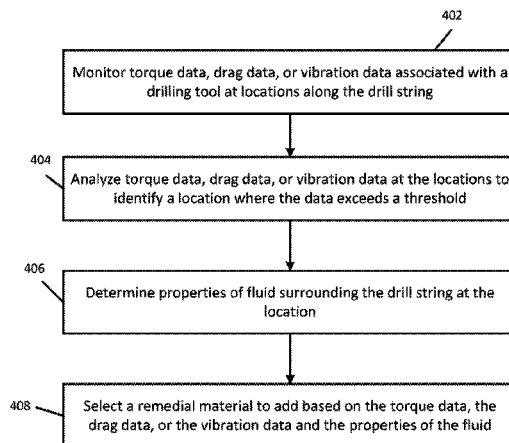 402
Monitor torque data, drag data, or vibration data associated with a
drilling tool at locations along the drill string
404
Analyze torque data, drag data, or vibration data at the locations to
identify a location where the data exceeds a threshold
406
Determine properties of fluid surrounding the drill string at the
location
408
Select a remedial material to add based on the torque data, the
drag data, or the vibration data and the properties of the fluid